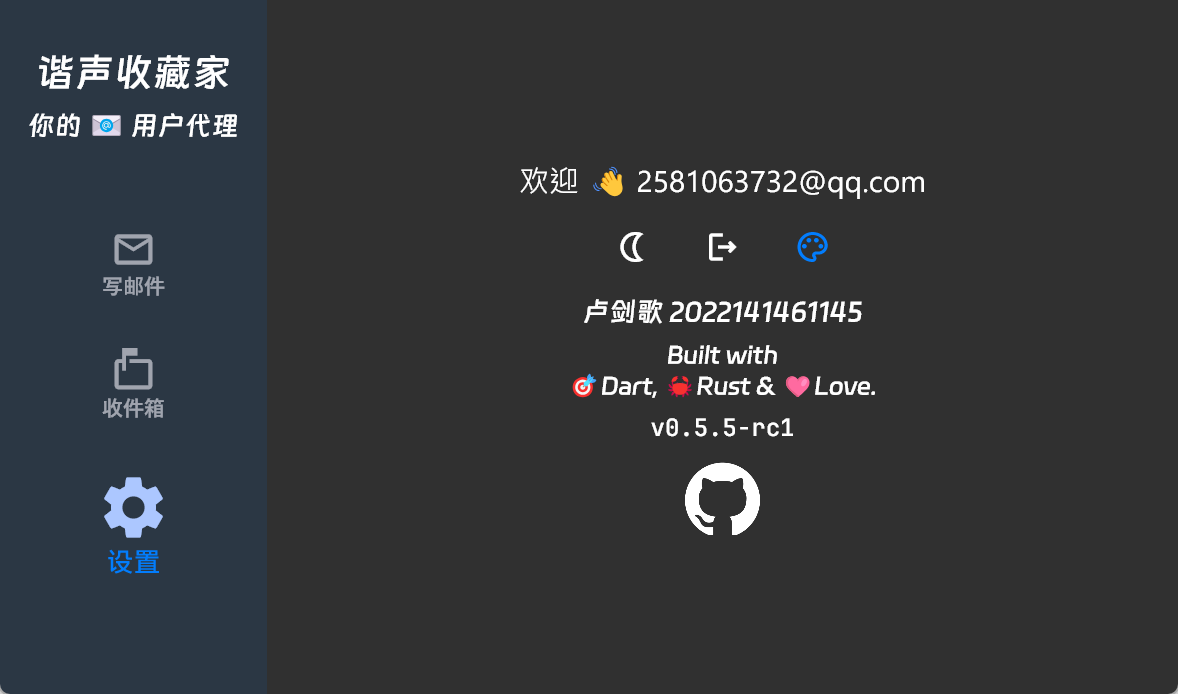 谐声收藏家
你的 📧 用户代理
写邮件
收件箱
设置
欢迎 👋 2581063732@qq.com
卢剑歌 2022141461145
Built with
🎯 Dart, 🦀 Rust & 🩷 Love.
v0.5.5-rc1